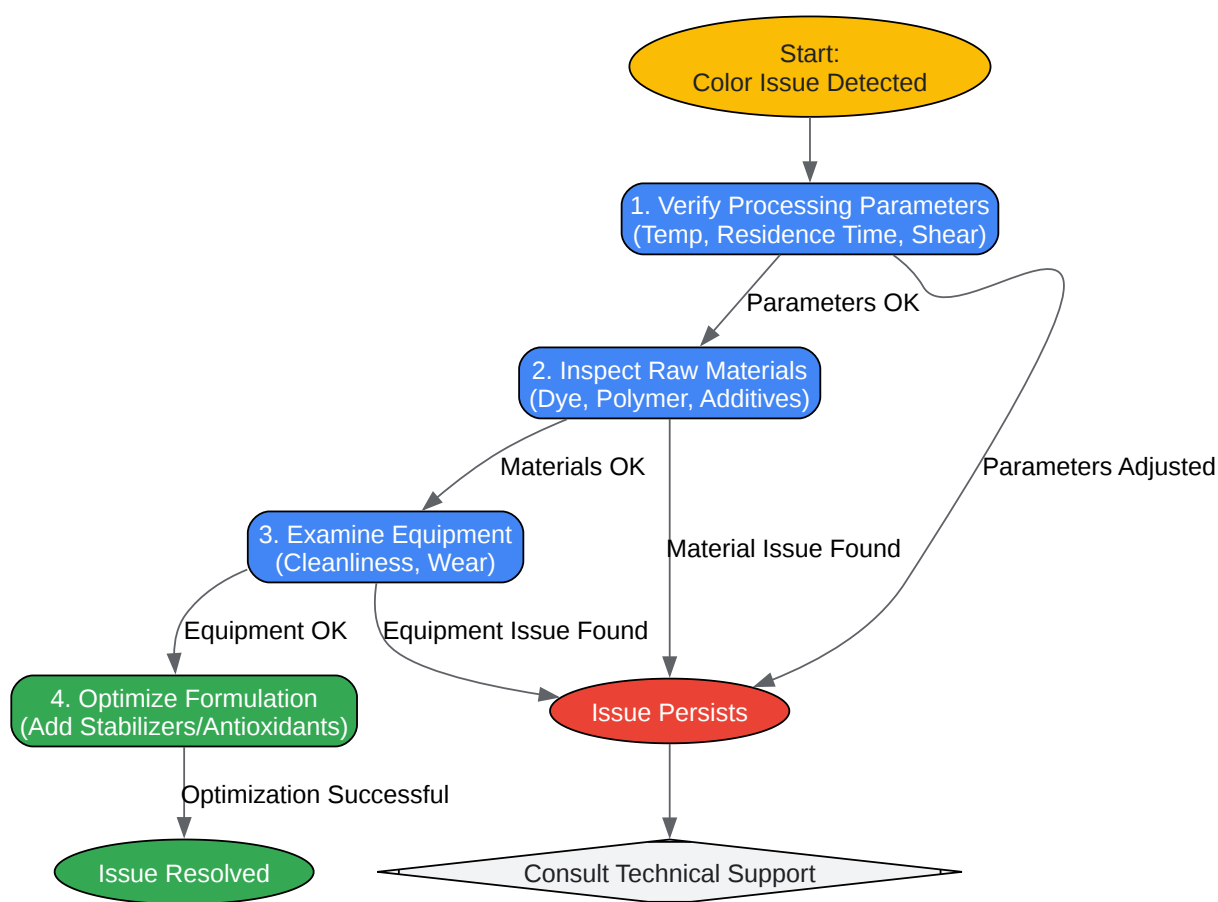 Start:
Color Issue Detected
1. Verify Processing Parameters
(Temp, Residence Time, Shear)
Parameters OK
2. Inspect Raw Materials
(Dye, Polymer, Additives)
Materials OK
Parameters Adjusted
3. Examine Equipment
(Cleanliness, Wear)
Material Issue Found
Equipment OK
Equipment Issue Found
4. Optimize Formulation
(Add Stabilizers/Antioxidants)
Issue Persists
Optimization Successful
Issue Resolved
Consult Technical Support